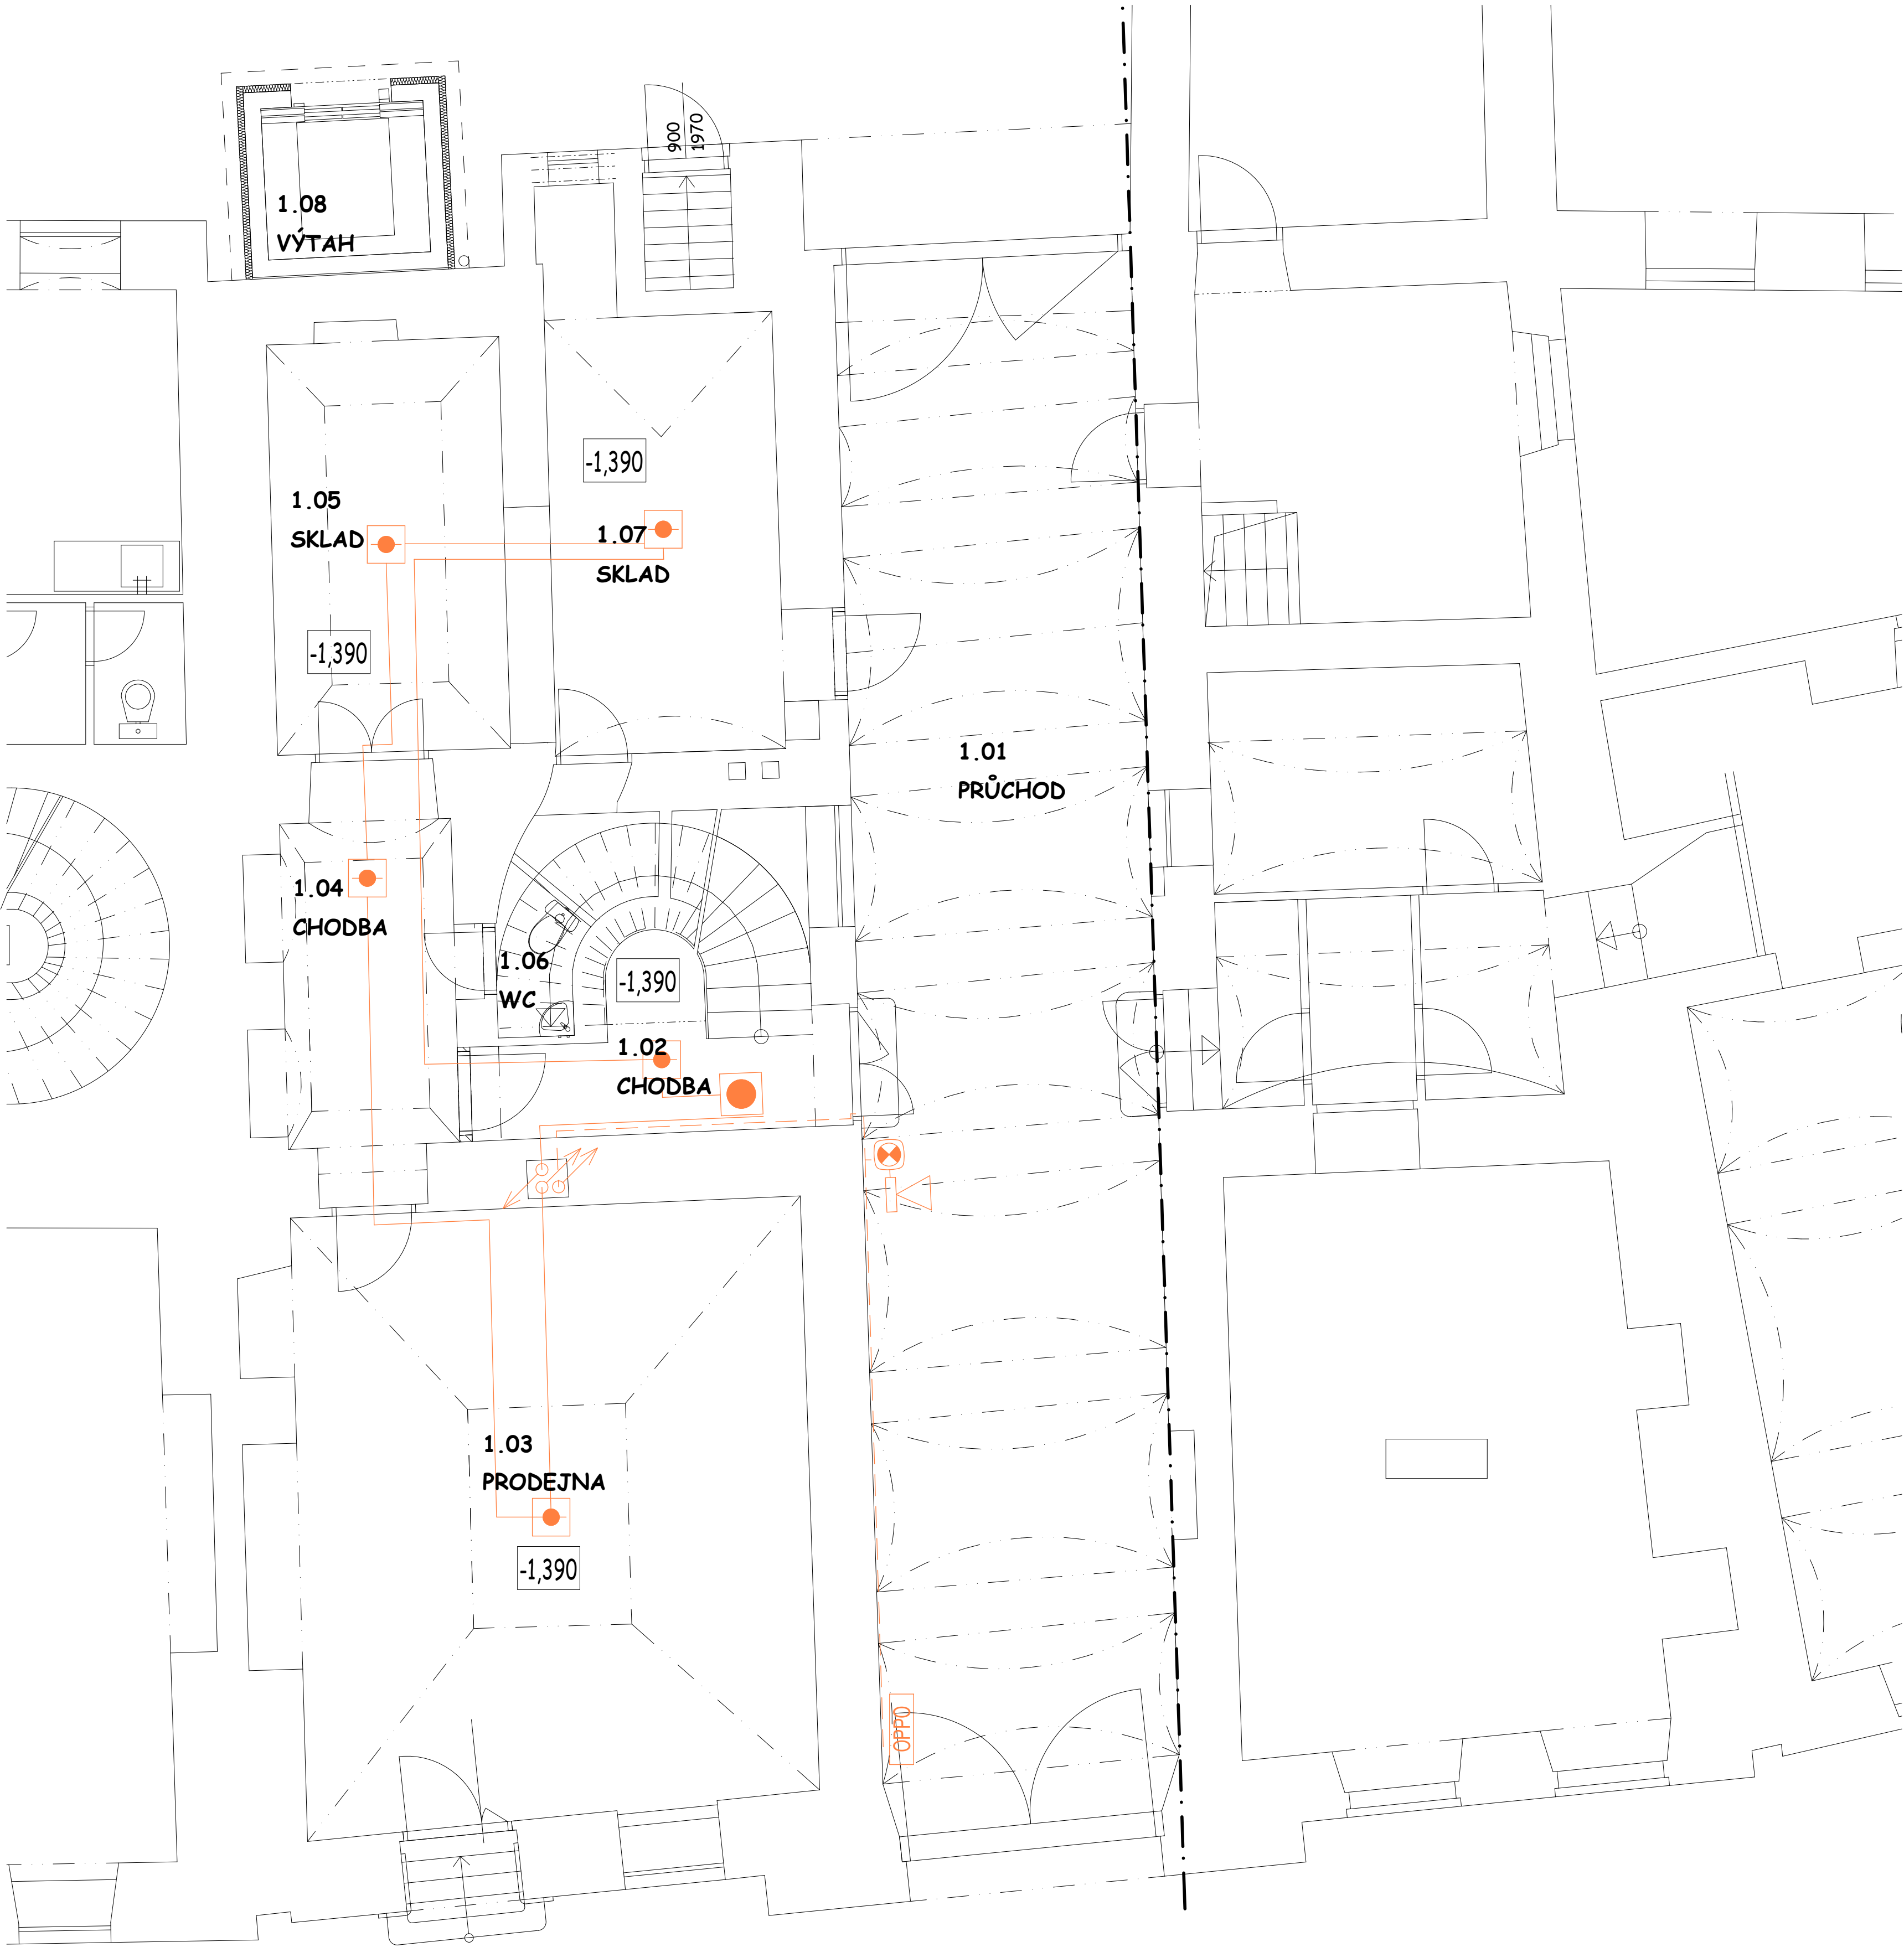 900
1970
1.08
VÝTAH
-1,390
1.05
SKLAD
1.07
SKLAD
-1,390
1.01
PRŮCHOD
1.04
CHODBA
1.06
WC
-1,390
1.02
CHODBA
1.03
PRODEJNA
-1,390
OPPO